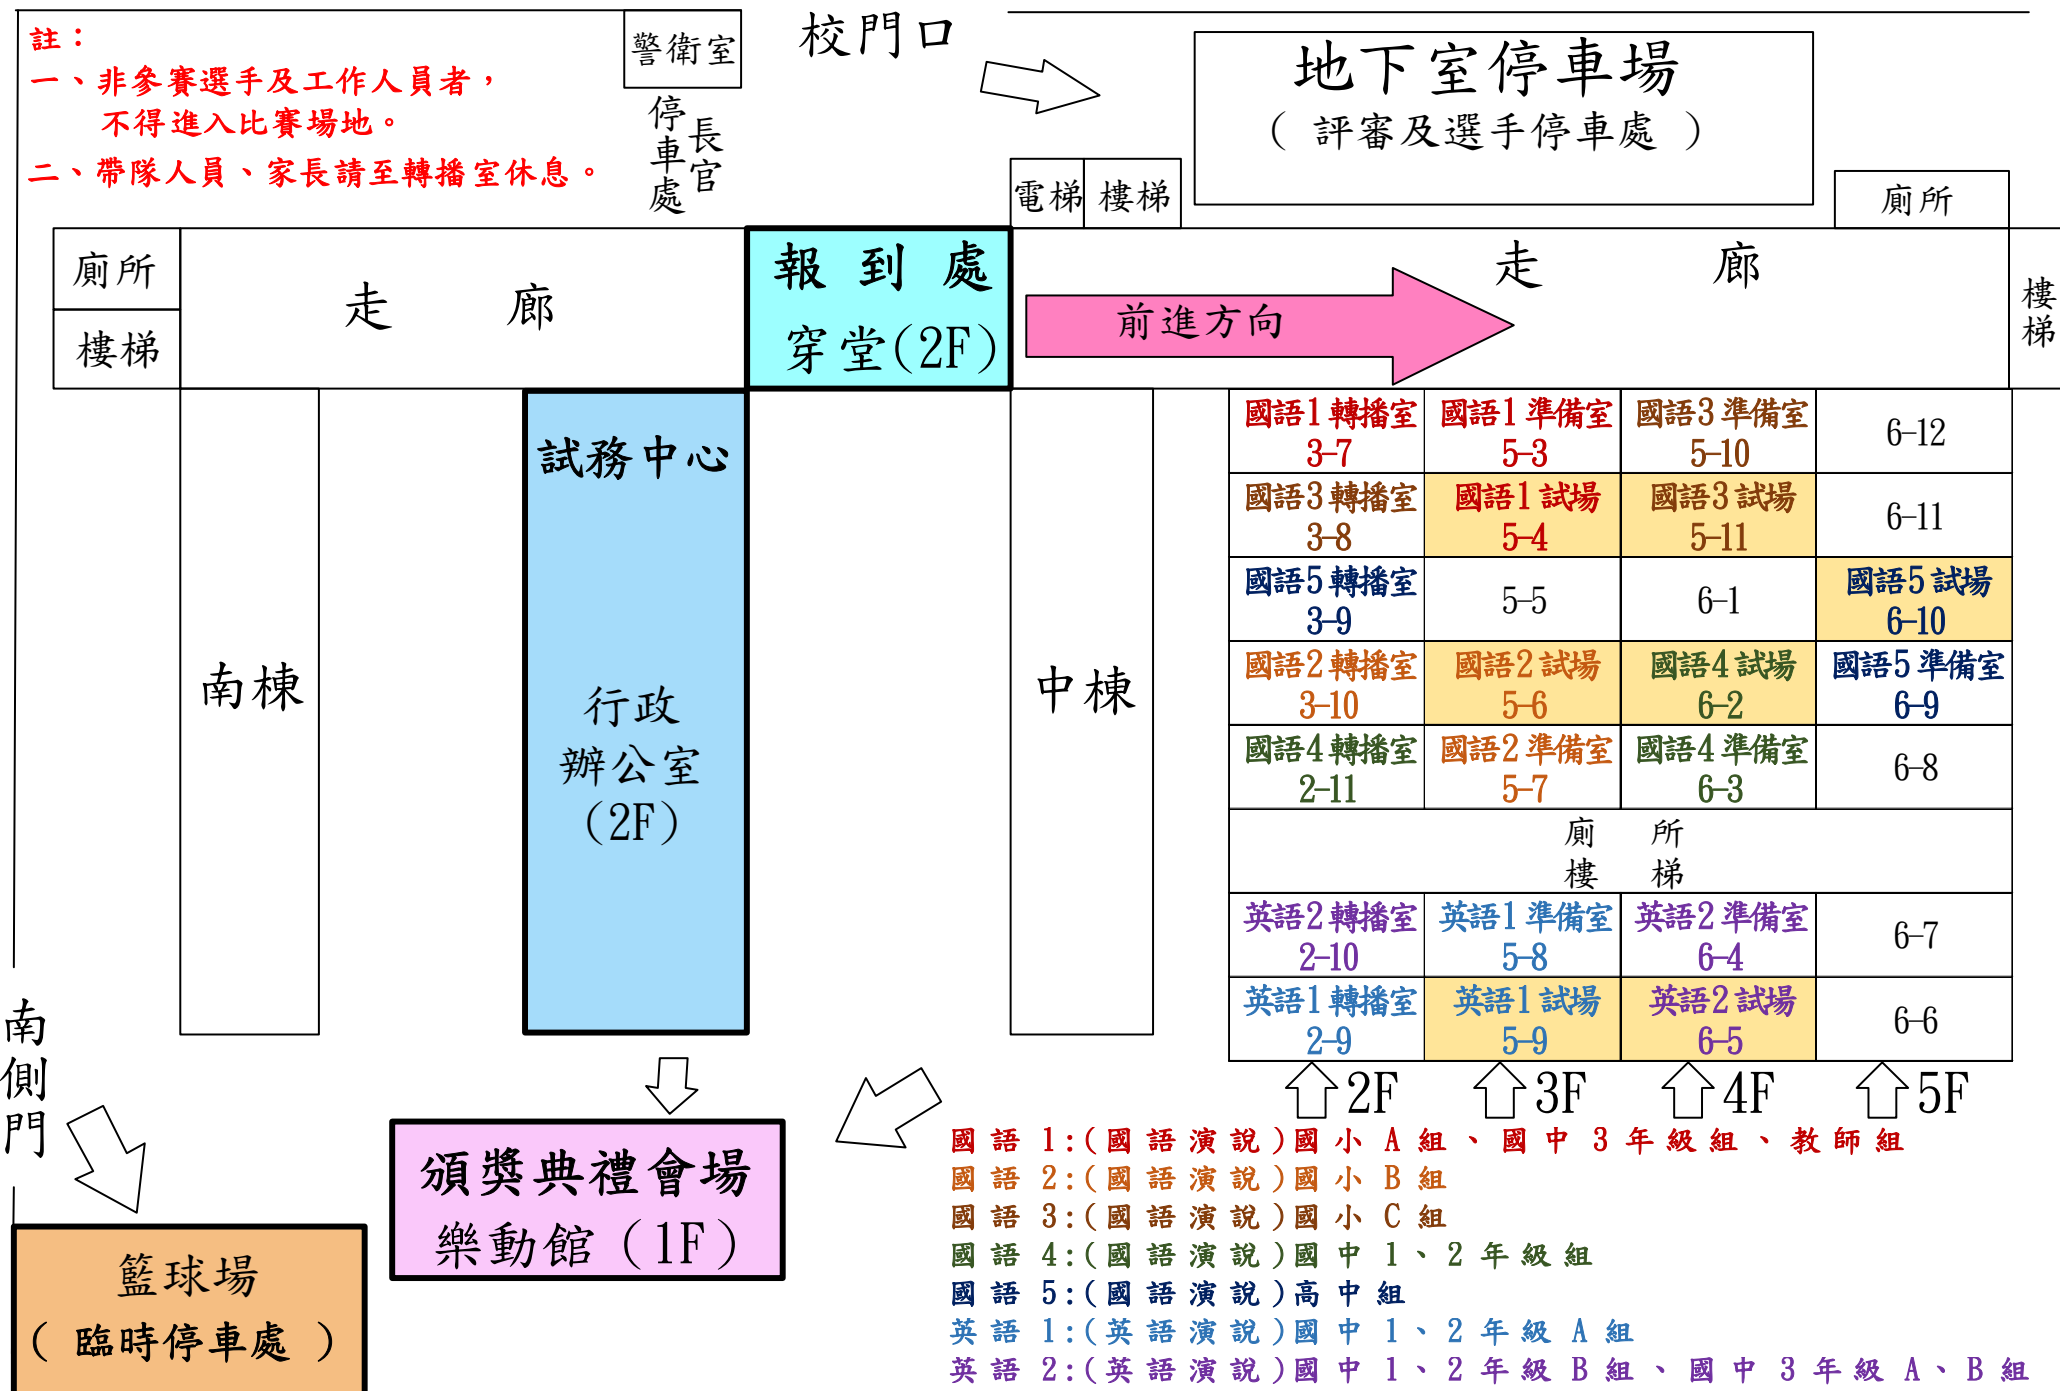 註：
一、非參賽選手及工作人員者，
不得進入比賽場地。
二、帶隊人員、家長請至轉播室休息。
警衛室
校門口
長官
停車處
地下室停車場
（ 評審及選手停車處 ）
電梯
樓梯
廁所
廁所
樓梯
走 廊
報到處
穿堂(2F)
走 廊
前進方向
樓梯
南棟
試務中心
行政
辦公室
(2F)
中棟
國語1轉播室
3-7
國語1準備室
5-3
國語3準備室
5-10
6-12
國語3轉播室
3-8
國語1試場
5-4
國語3試場
5-11
6-11
國語5轉播室
3-9
5-5
6-1
國語5試場
6-10
國語2轉播室
3-10
國語2試場
5-6
國語4試場
6-2
國語5準備室
6-9
國語4轉播室
2-11
國語2準備室
5-7
國語4準備室
6-3
6-8
廁 所
樓 梯
英語2轉播室
2-10
英語1準備室
5-8
英語2準備室
6-4
6-7
英語1轉播室
2-9
英語1試場
5-9
英語2試場
6-5
6-6
2F
3F
4F
5F
南側門
頒獎典禮會場
樂動館（1F）
籃球場
（ 臨時停車處 ）
國語1:(國語演說)國小A組、國中3年級組、教師組
國語2:(國語演說)國小B組
國語3:(國語演說)國小C組
國語4:(國語演說)國中1、2年級組
國語5:(國語演說)高中組
英語1:(英語演說)國中1、2年級A組
英語2:(英語演說)國中1、2年級B組、國中3年級A、B組